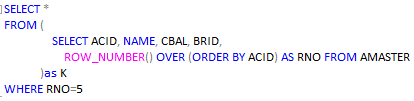 SELECT *
FROM (
SELECT ACID, NAME, CBAL, BRID,
ROW_NUMBER() OVER (ORDER BY ACID) AS RNO FROM AMASTER
)as K
WHERE RNO=5